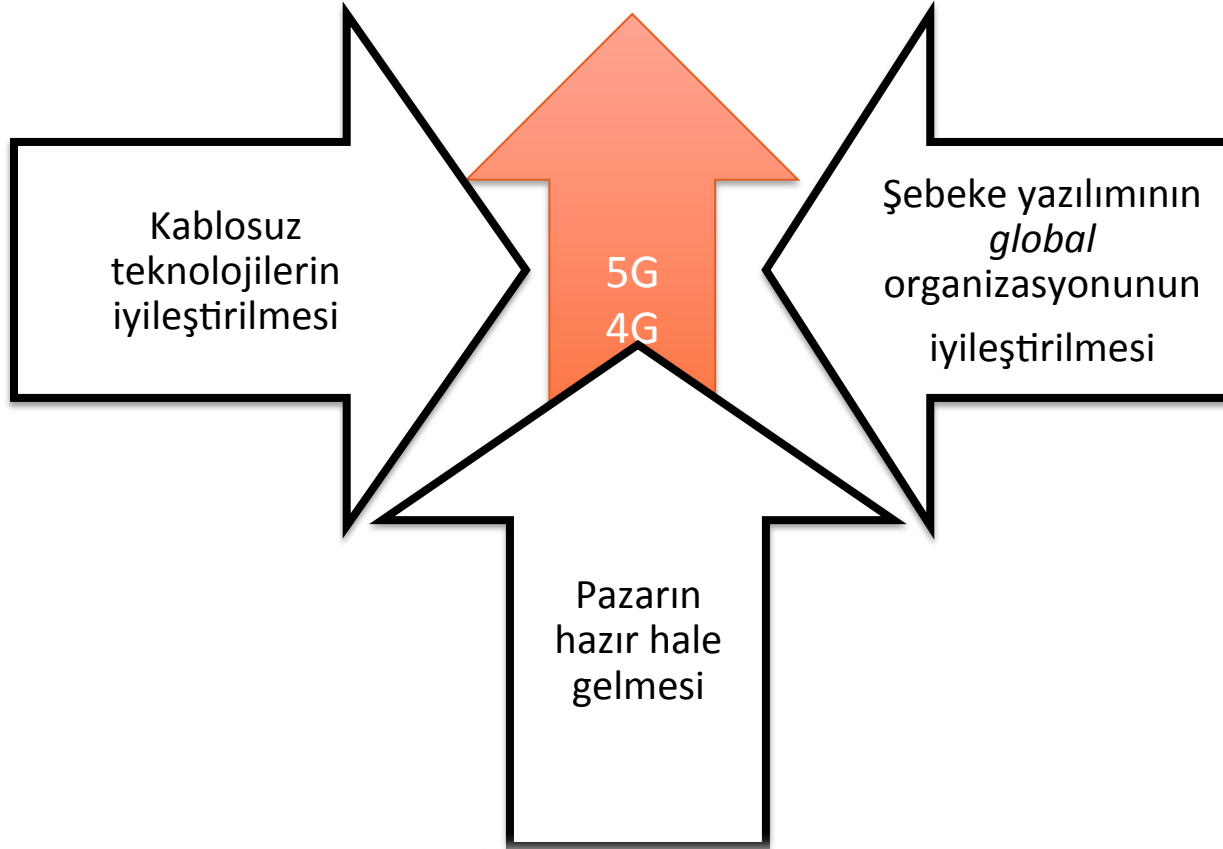 Kablosuz
teknolojilerin
iyileştirilmesi
5G
4G
Şebeke yazılımının
global
organizasyonunun
iyileştirilmesi
Pazarın
hazır hale
gelmesi